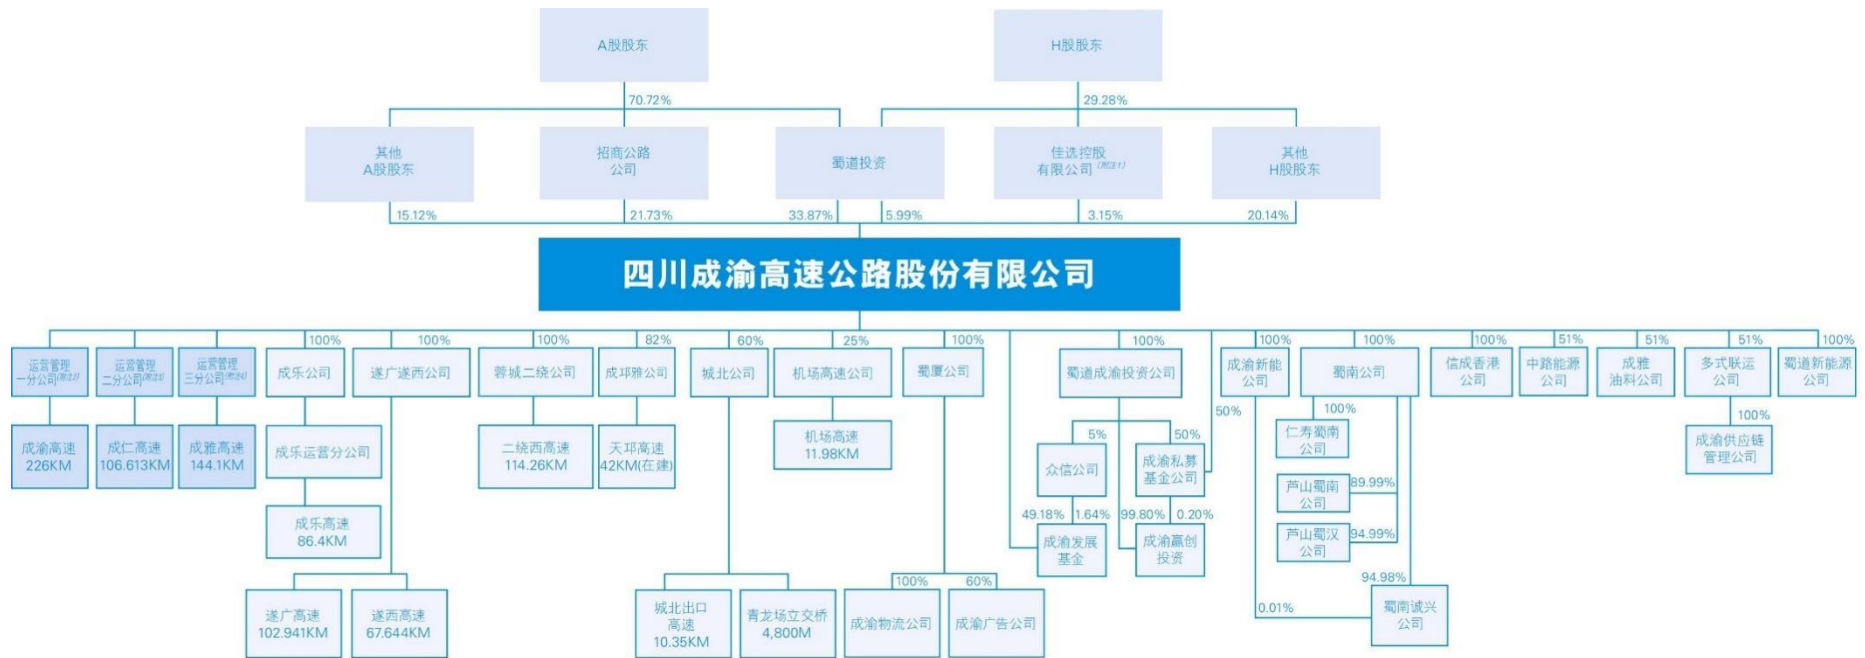 A股股东
H股股东
70.72%
29.28%
其他
A股股东
招商公路
公司
蜀道投资
佳选控股
有限公司(附注1)
其他
H股股东
15.12%
21.73%
33.87%
5.99%
3.15%
20.14%
四川成渝高速公路股份有限公司
100%
100%
100%
82%
60%
25%
100%
100%
100%
100%
100%
51%
51%
51%
100%
运营管理
一分公司(附注2)
运营管理
二分公司(附注3)
运营管理
三分公司(附注4)
成乐公司
遂广遂西公司
蓉城二绕公司
成邛雅公司
城北公司
机场高速公司
蜀厦公司
蜀道成渝投资公司
成渝新能
公司
蜀南公司
信成香港
公司
中路能源
公司
成雅
油料公司
多式联运
公司
蜀道新能源
公司
50%
100%
100%
成渝高速
226KM
成仁高速
106.613KM
成雅高速
144.1KM
成乐运营分公司
二绕西高速
114.26KM
天邛高速
42KM(在建)
机场高速
11.98KM
5%
50%
众信公司
成渝私募
基金公司
仁寿蜀南
公司
成渝供应链
管理公司
芦山蜀南
公司
89.99%
成乐高速
86.4KM
49.18%
1.64%
99.80%
0.20%
成渝发展
基金
成渝赢创
投资
芦山蜀汉
公司
94.99%
100%
60%
94.98%
0.01%
遂广高速
102.941KM
遂西高速
67.644KM
城北出口
高速
10.35KM
青龙场立交桥
4,800M
成渝物流公司
成渝广告公司
蜀南诚兴
公司